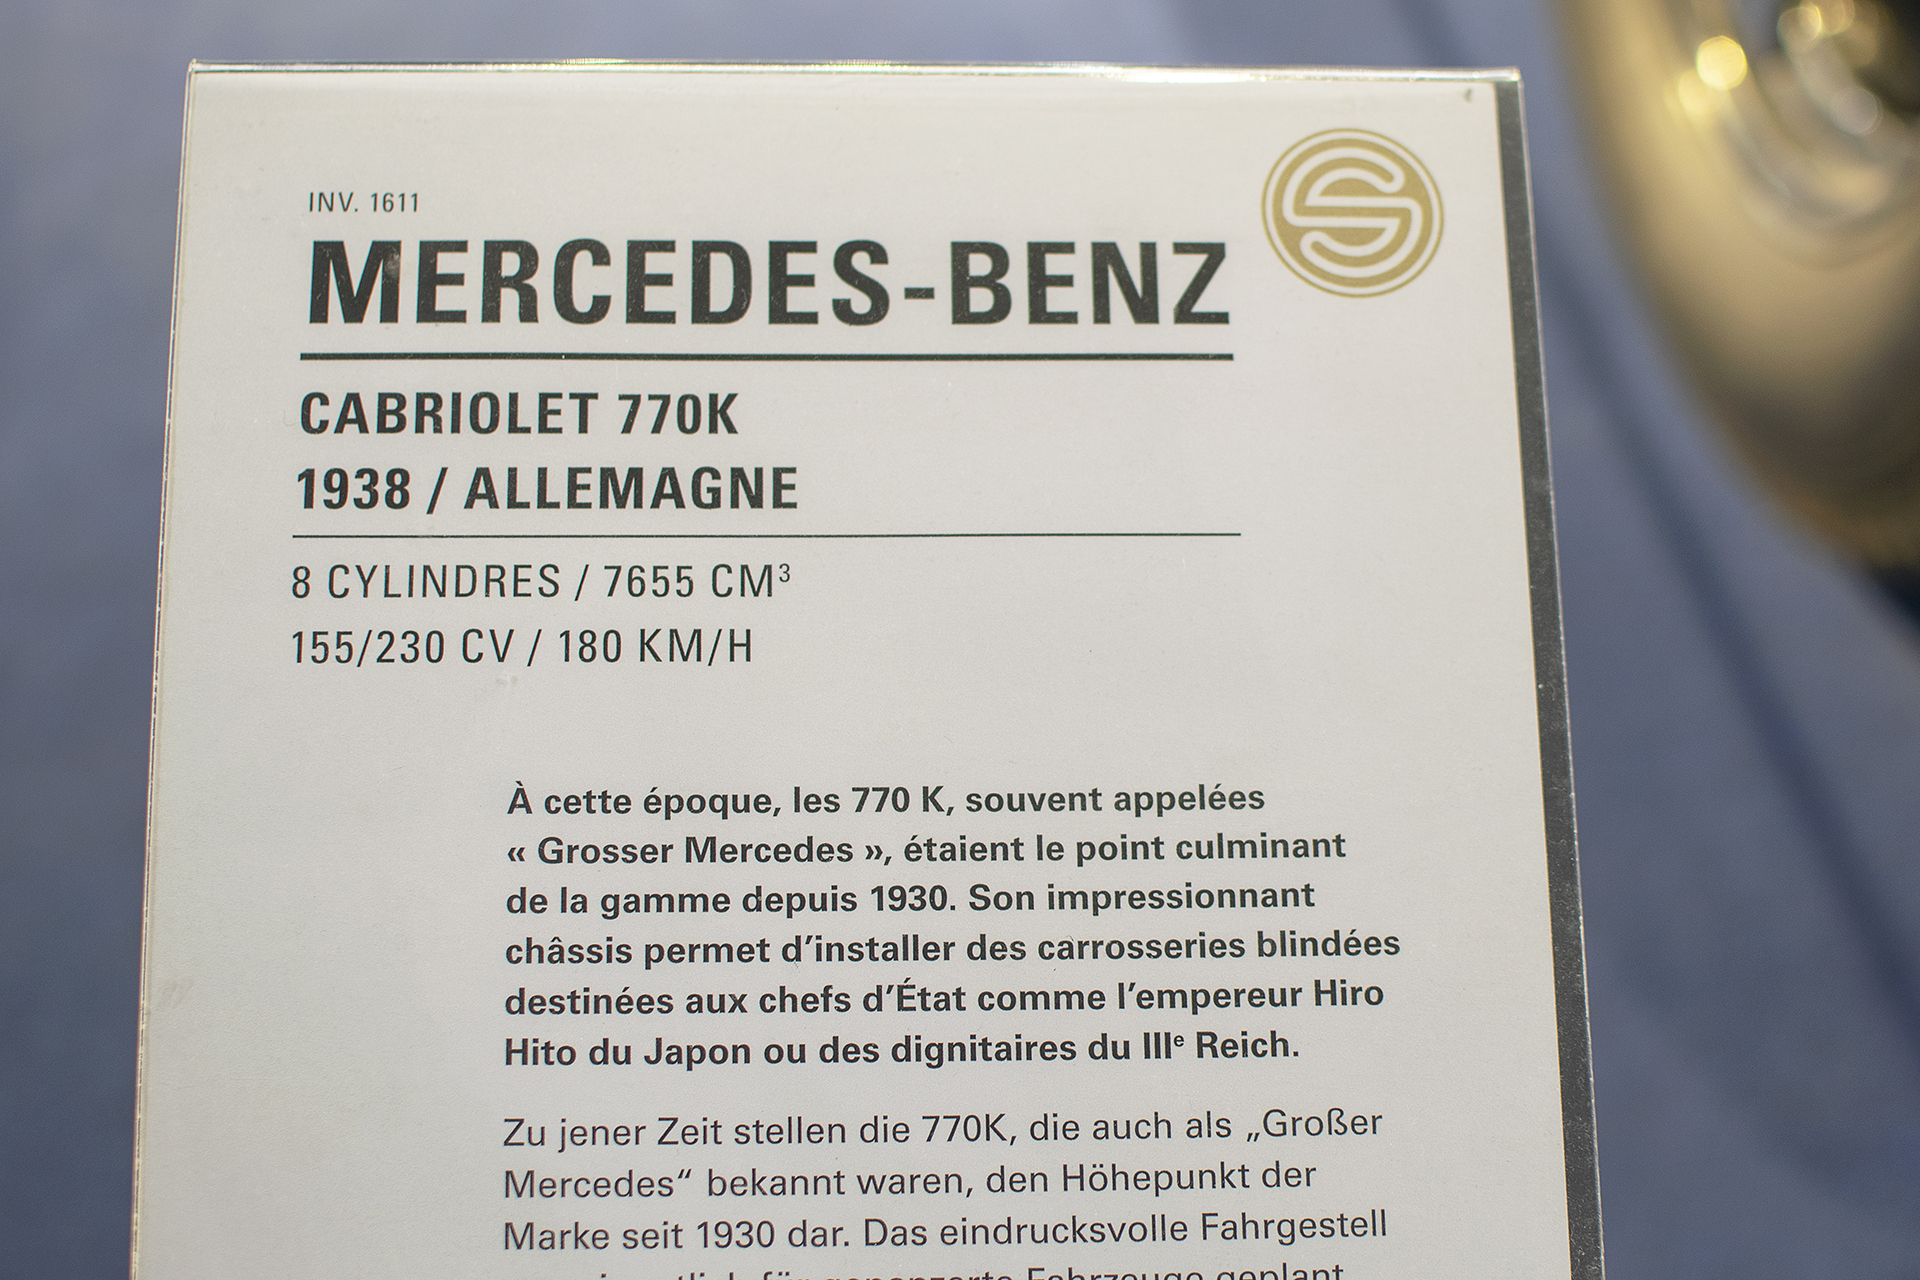 INV. 1611
MERCEDES-BENZ
S
CABRIOLET 770K
1938 / ALLEMAGNE
8 CYLINDRES / 7655 CM³
155/230 CV / 180 KM/H
À cette époque, les 770 K, souvent appelées
« Grosser Mercedes », étaient le point culminant
de la gamme depuis 1930. Son impressionnant
châssis permet d’installer des carrosseries blindées
destinées aux chefs d’État comme l’empereur Hiro
Hito du Japon ou des dignitaires du IIIᵉ Reich.
Zu jener Zeit stellen die 770K, die auch als „Großer
Mercedes“ bekannt waren, den Höhepunkt der
Marke seit 1930 dar. Das eindrucksvolle Fahrgestell
für gepanzerte Fahrzeuge geplant